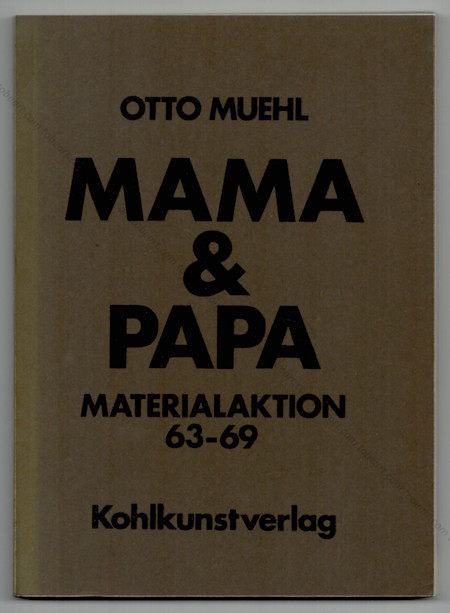 OTTO MUEHL
MAMA
&
PAPA
MATERIALAKTION
63-69
Kohlkunstverlag